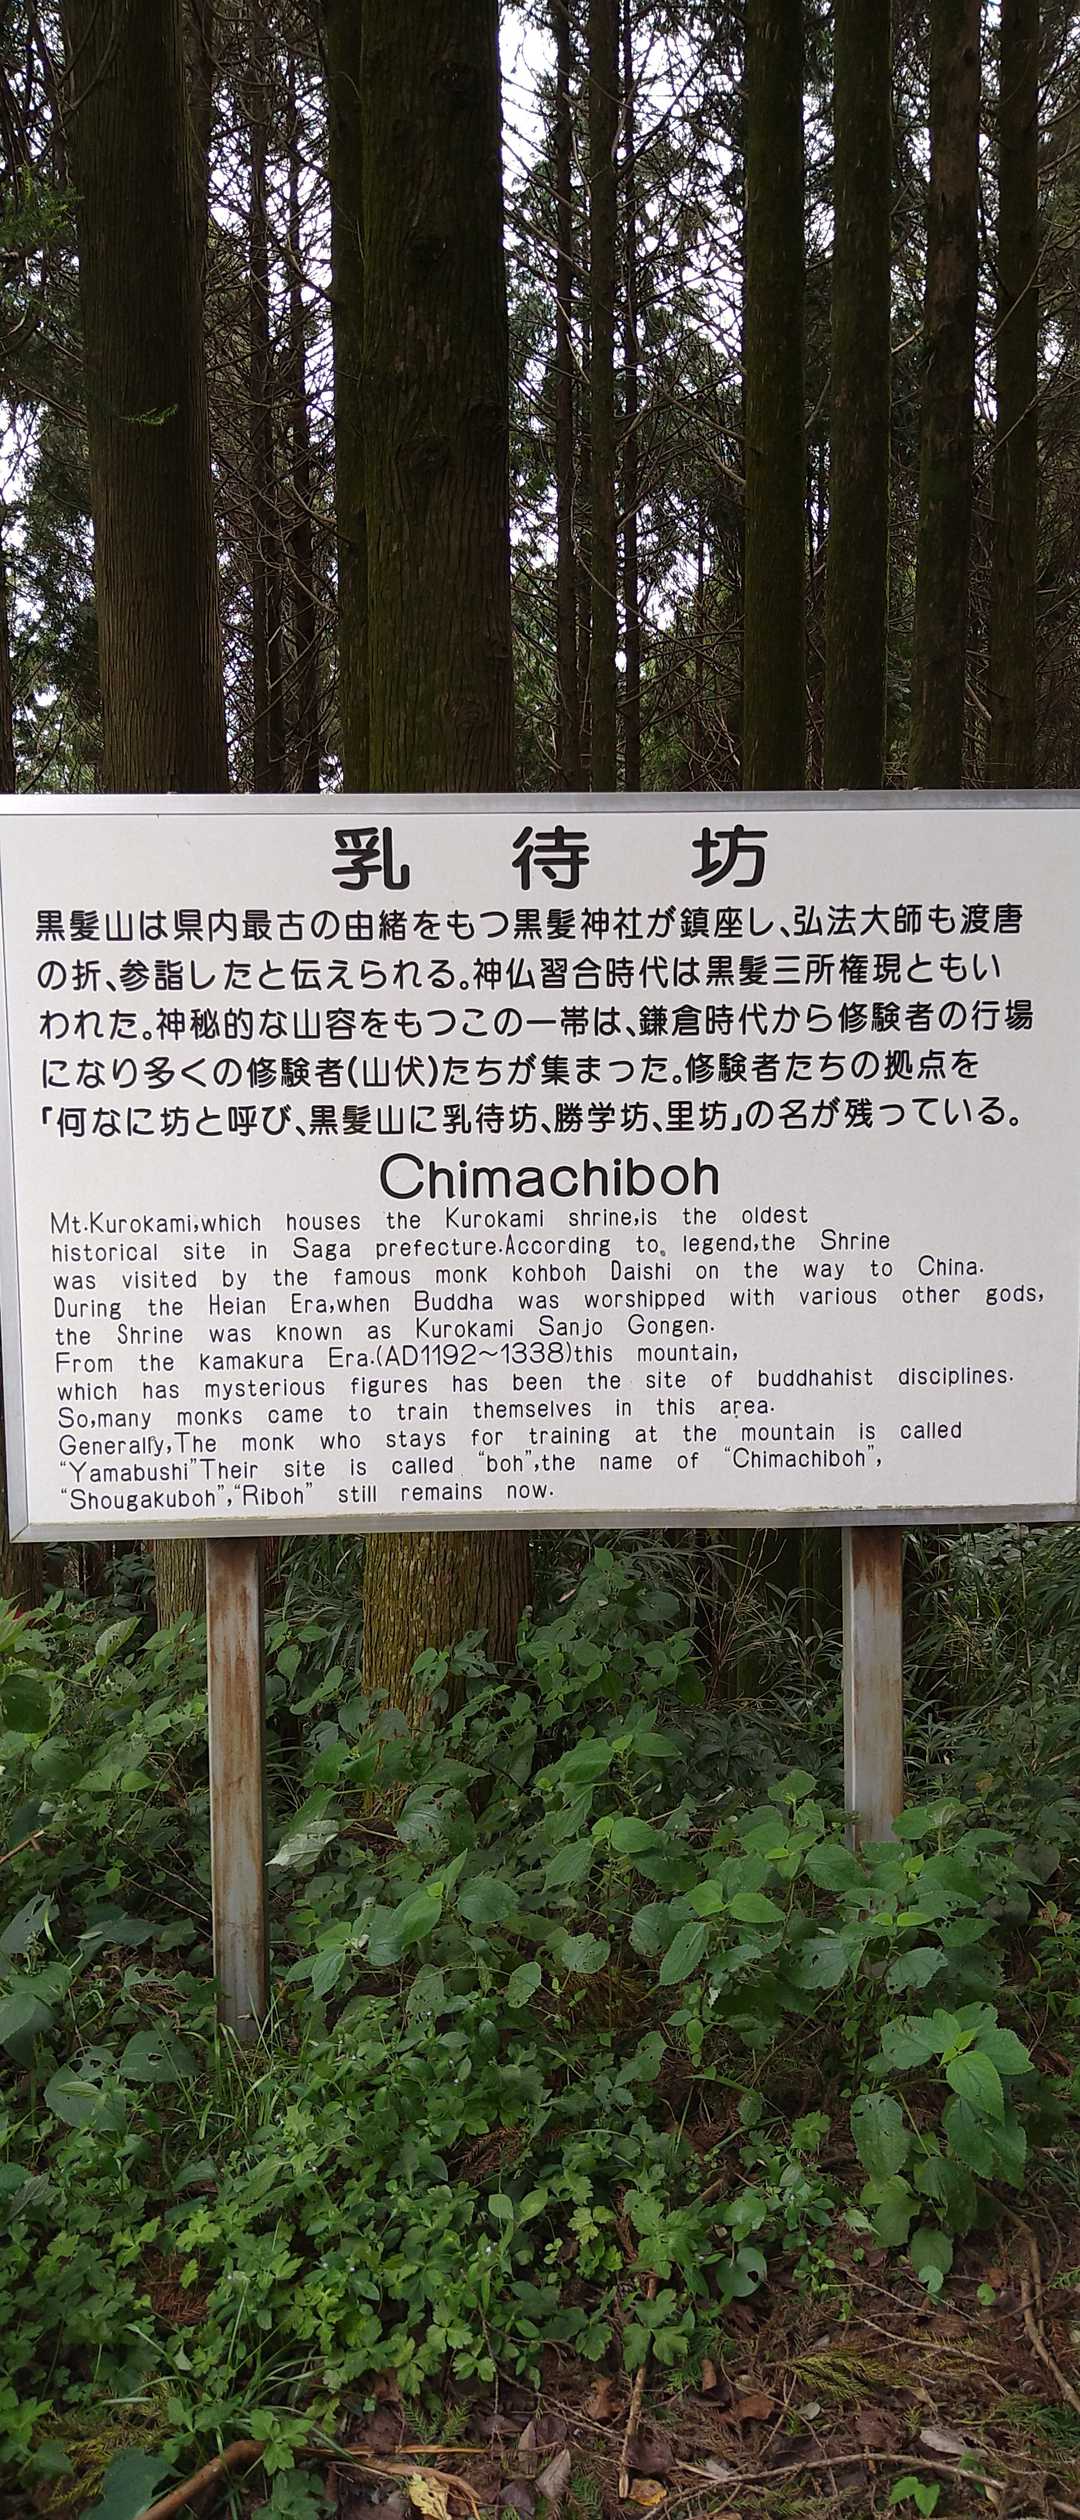 乳待坊
黒髪山は県内最古の由緒をもつ黒髪神社が鎮座し、弘法大師も渡唐
の折、参詣したと伝えられる。神仏習合時代は黒髪三所権現ともい
われた。神秘的な山容をもつこの一帯は、鎌倉時代から修験者の行場
になり多くの修験者(山伏)たちが集まった。修験者たちの拠点を
「何なに坊と呼び、黒髪山に乳待坊、勝学坊、里坊」の名が残っている。
Chimachiboh
Mt.Kurokami,which houses the Kurokami shrine,is the oldest
historical site in Saga prefecture.According to legend,the Shrine
was visited by the famous monk kohboh Daishi on the way to China.
During the Heian Era,when Buddha was worshipped with various other gods,
the Shrine was known as Kurokami Sanjo Gongen.
From the kamakura Era.(AD1192~1338)this mountain,
which has mysterious figures has been the site of buddhahist disciplines.
So,many monks came to train themselves in this area.
Generally,The monk who stays for training at the mountain is called
“Yamabushi”Their site is called “boh”,the name of “Chimachiboh”,
“Shougakuboh”,“Riboh” still remains now.